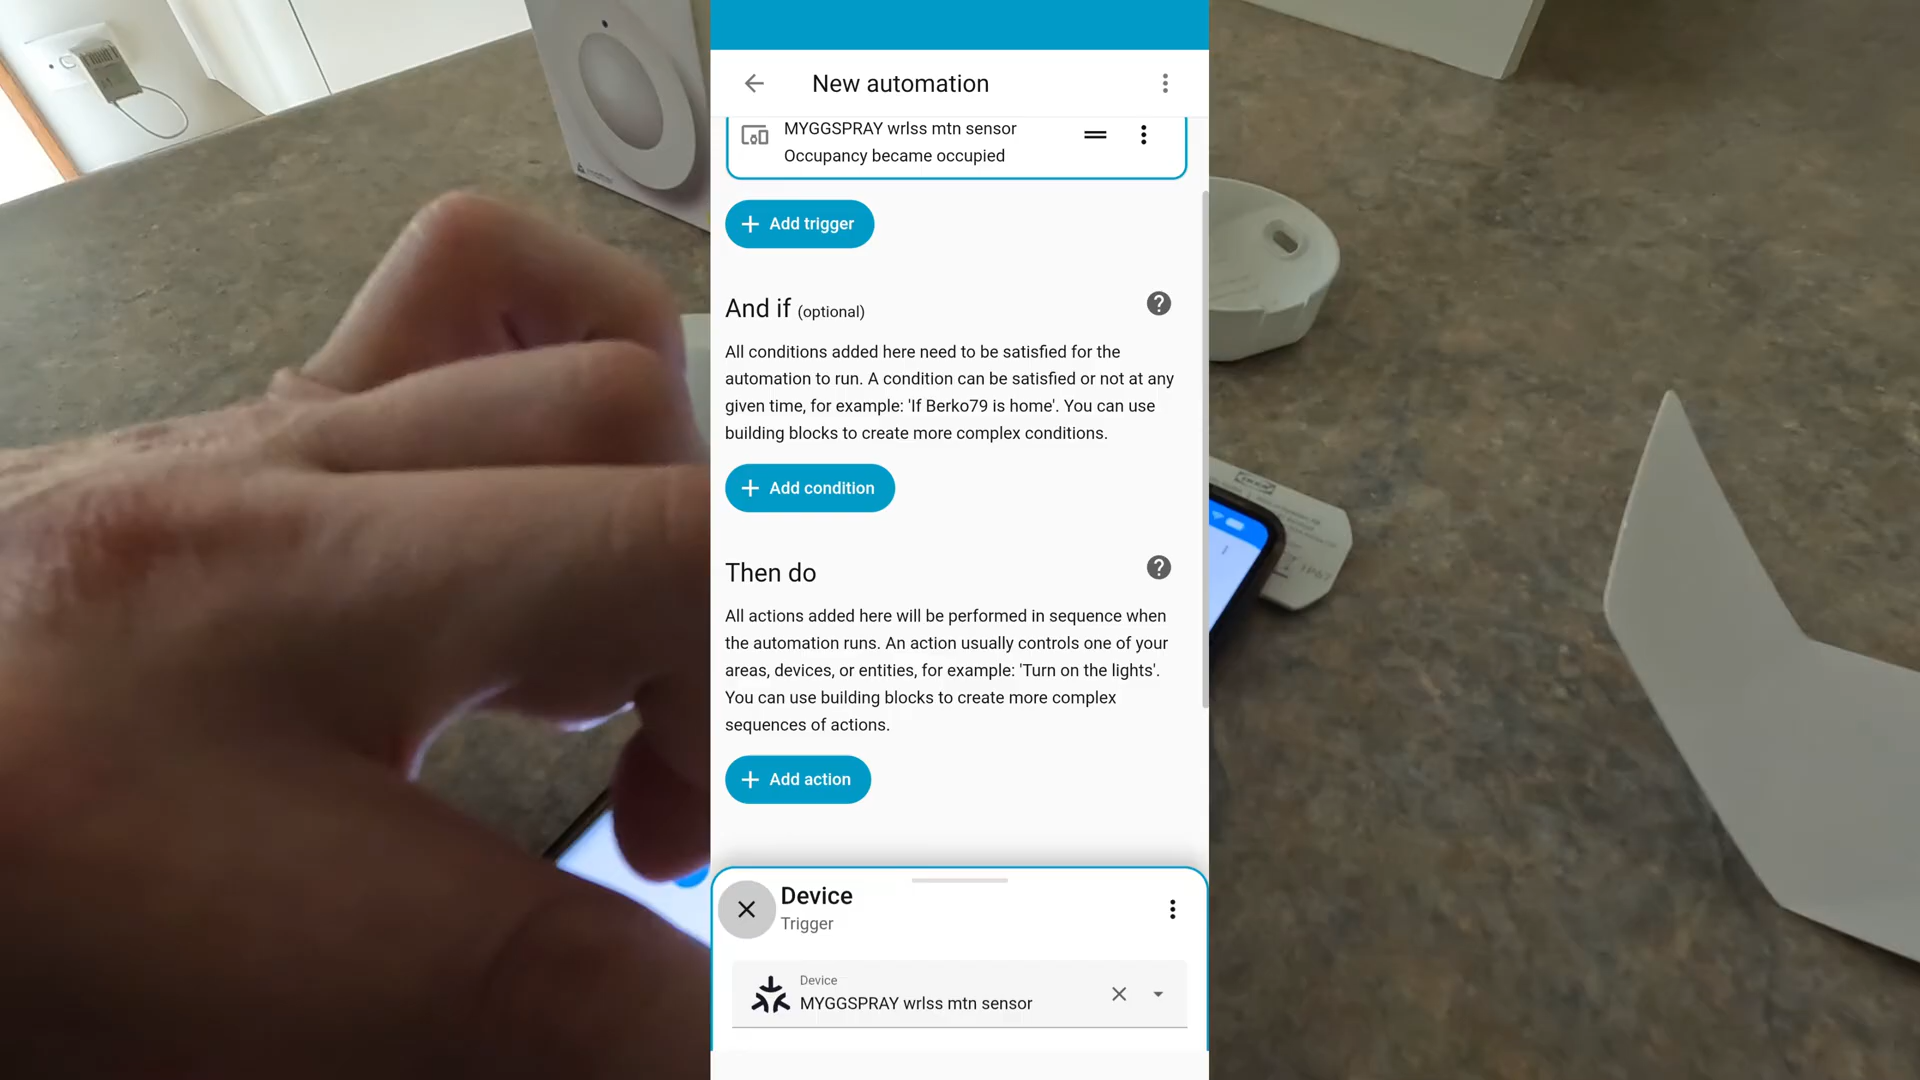 New automation
MYGGSPRAY wrlss mtn sensor
Occupancy became occupied
Add trigger
And if (optional)
All conditions added here need to be satisfied for the
automation to run. A condition can be satisfied or not at any
given time, for example: 'If Berko79 is home'. You can use
building blocks to create more complex conditions.
Add condition
Then do
All actions added here will be performed in sequence when
the automation runs. An action usually controls one of your
areas, devices, or entities, for example: 'Turn on the lights'.
You can use building blocks to create more complex
sequences of actions.
Add action
Device
Trigger
Device
MYGGSPRAY wrlss mtn sensor
IP67